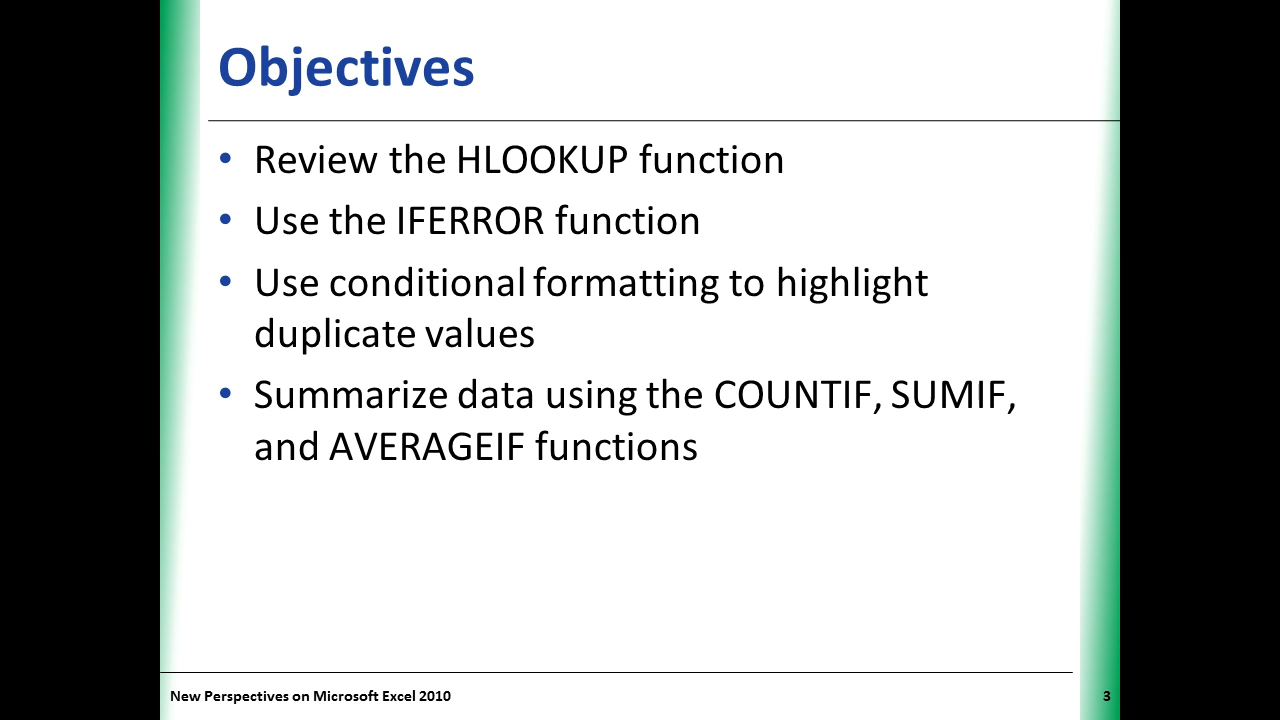 Objectives
• Review the HLOOKUP function
• Use the IFERROR function
• Use conditional formatting to highlight
duplicate values
• Summarize data using the COUNTIF, SUMIF,
and AVERAGEIF functions
New Perspectives on Microsoft Excel 2010
3